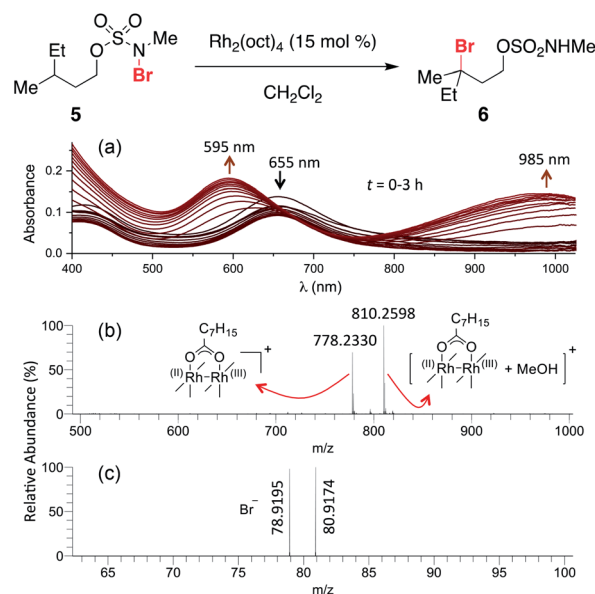 Et
O
O
S
O
N
Me
Br
Me
5
Rh₂(oct)₄ (15 mol %)
CH₂Cl₂
Br
OSO₂NHMe
Me
Et
6
(a)
595 nm
655 nm
t = 0-3 h
985 nm
Absorbance
0.2
0.1
0.0
400 500 600 700 800 900 1000
λ (nm)
Relative Abundance (%)
(b)
100
50
0
778.2330
810.2598
C₇H₁₅
O O
(II) Rh–Rh (III)
+
C₇H₁₅
O O
(II) Rh–Rh (III) + MeOH
+
500 600 700 800 900 1000
m/z
(c)
100
50
0
Br⁻
78.9195
80.9174
65 70 75 80 85 90 95 100
m/z